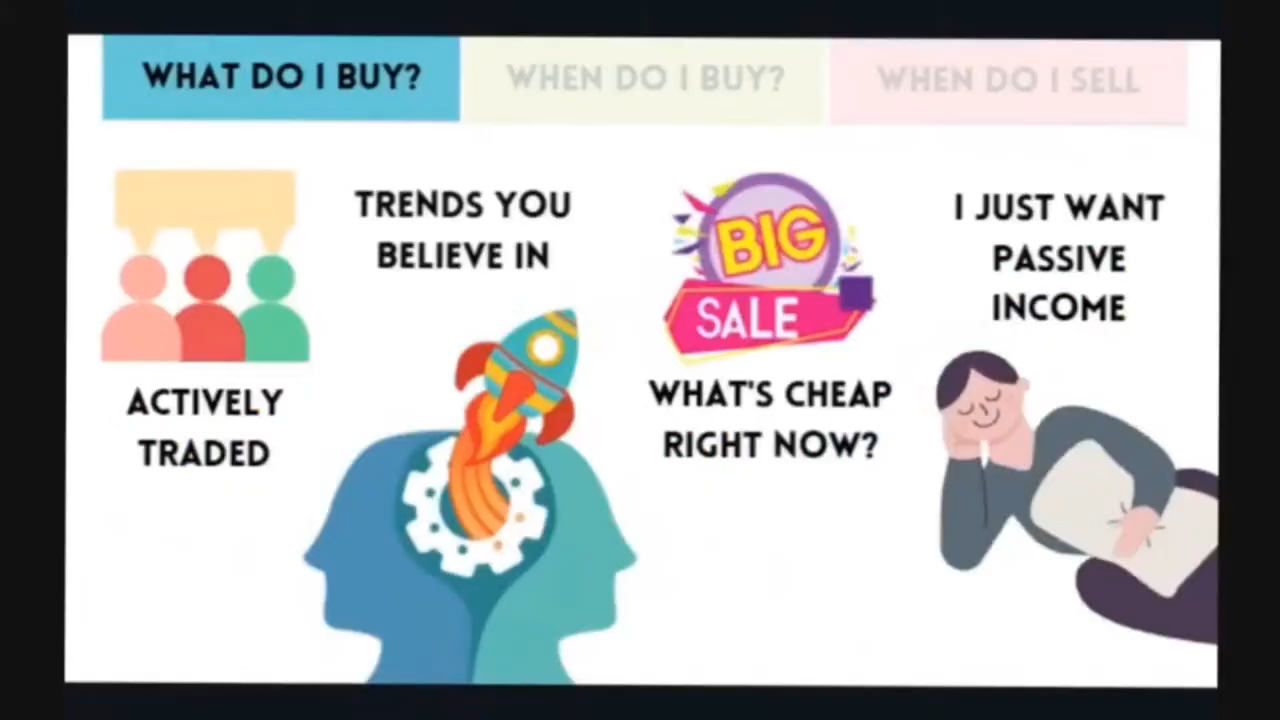 WHAT DO I BUY?
WHEN DO I BUY?
WHEN DO I SELL
ACTIVELY
TRADED
TRENDS YOU
BELIEVE IN
BIG
SALE
WHAT'S CHEAP
RIGHT NOW?
I JUST WANT
PASSIVE
INCOME